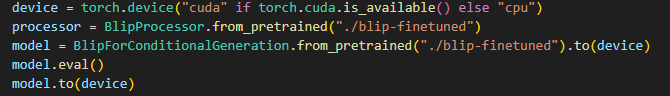 device = torch.device("cuda" if torch.cuda.is_available() else "cpu")
processor = BlipProcessor.from_pretrained("./blip-finetuned")
model = BlipForConditionalGeneration.from_pretrained("./blip-finetuned").to(device)
model.eval()
model.to(device)